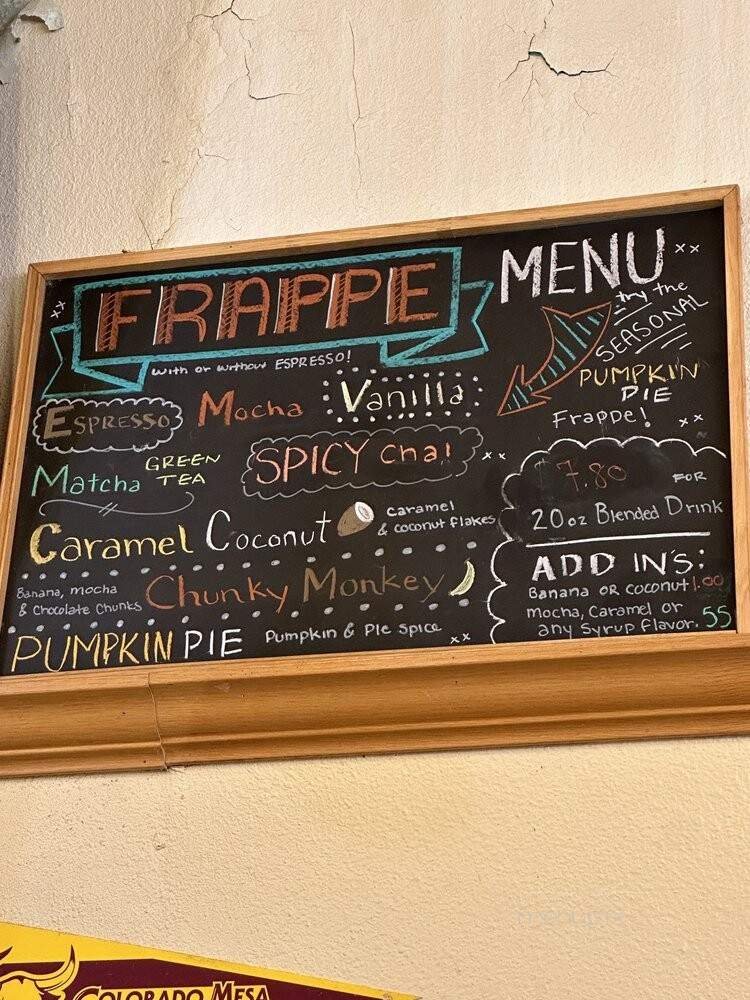 FRAPPE MENU
with or without ESPRESSO!
try the
SEASONAL
PUMPKIN
PIE
Frappe!
ESPRESSO Mocha Vanilla
Matcha GREEN
TEA
SPICY chai
Caramel Coconut
caramel
& coconut flakes
Banana, mocha
& Chocolate Chunks
Chunky Monkey
PUMPKIN PIE Pumpkin & Pie Spice
$7.80 FOR
20oz Blended Drink
ADD IN'S:
Banana OR coconut 1.00
mocha, Caramel or
any Syrup flavor. 55
COLORADO MESA